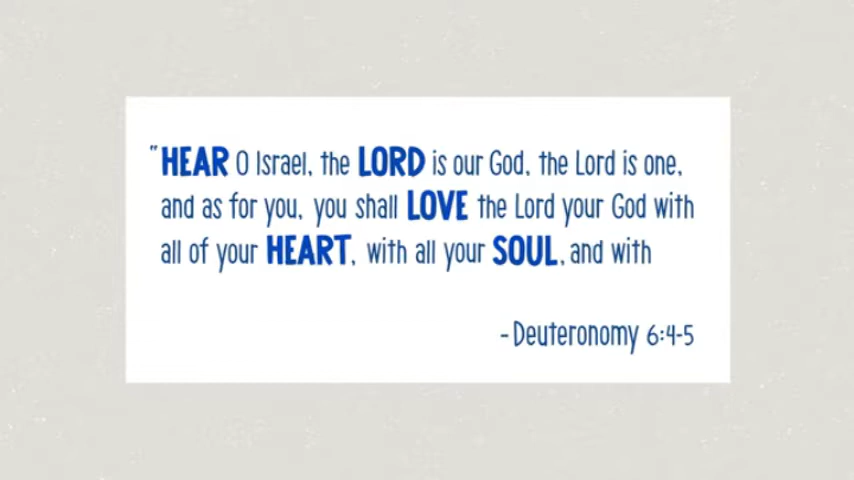 "HEAR O Israel, the LORD is our God, the Lord is one,
and as for you, you shall LOVE the Lord your God with
all of your HEART, with all your SOUL, and with
-Deuteronomy 6:4-5